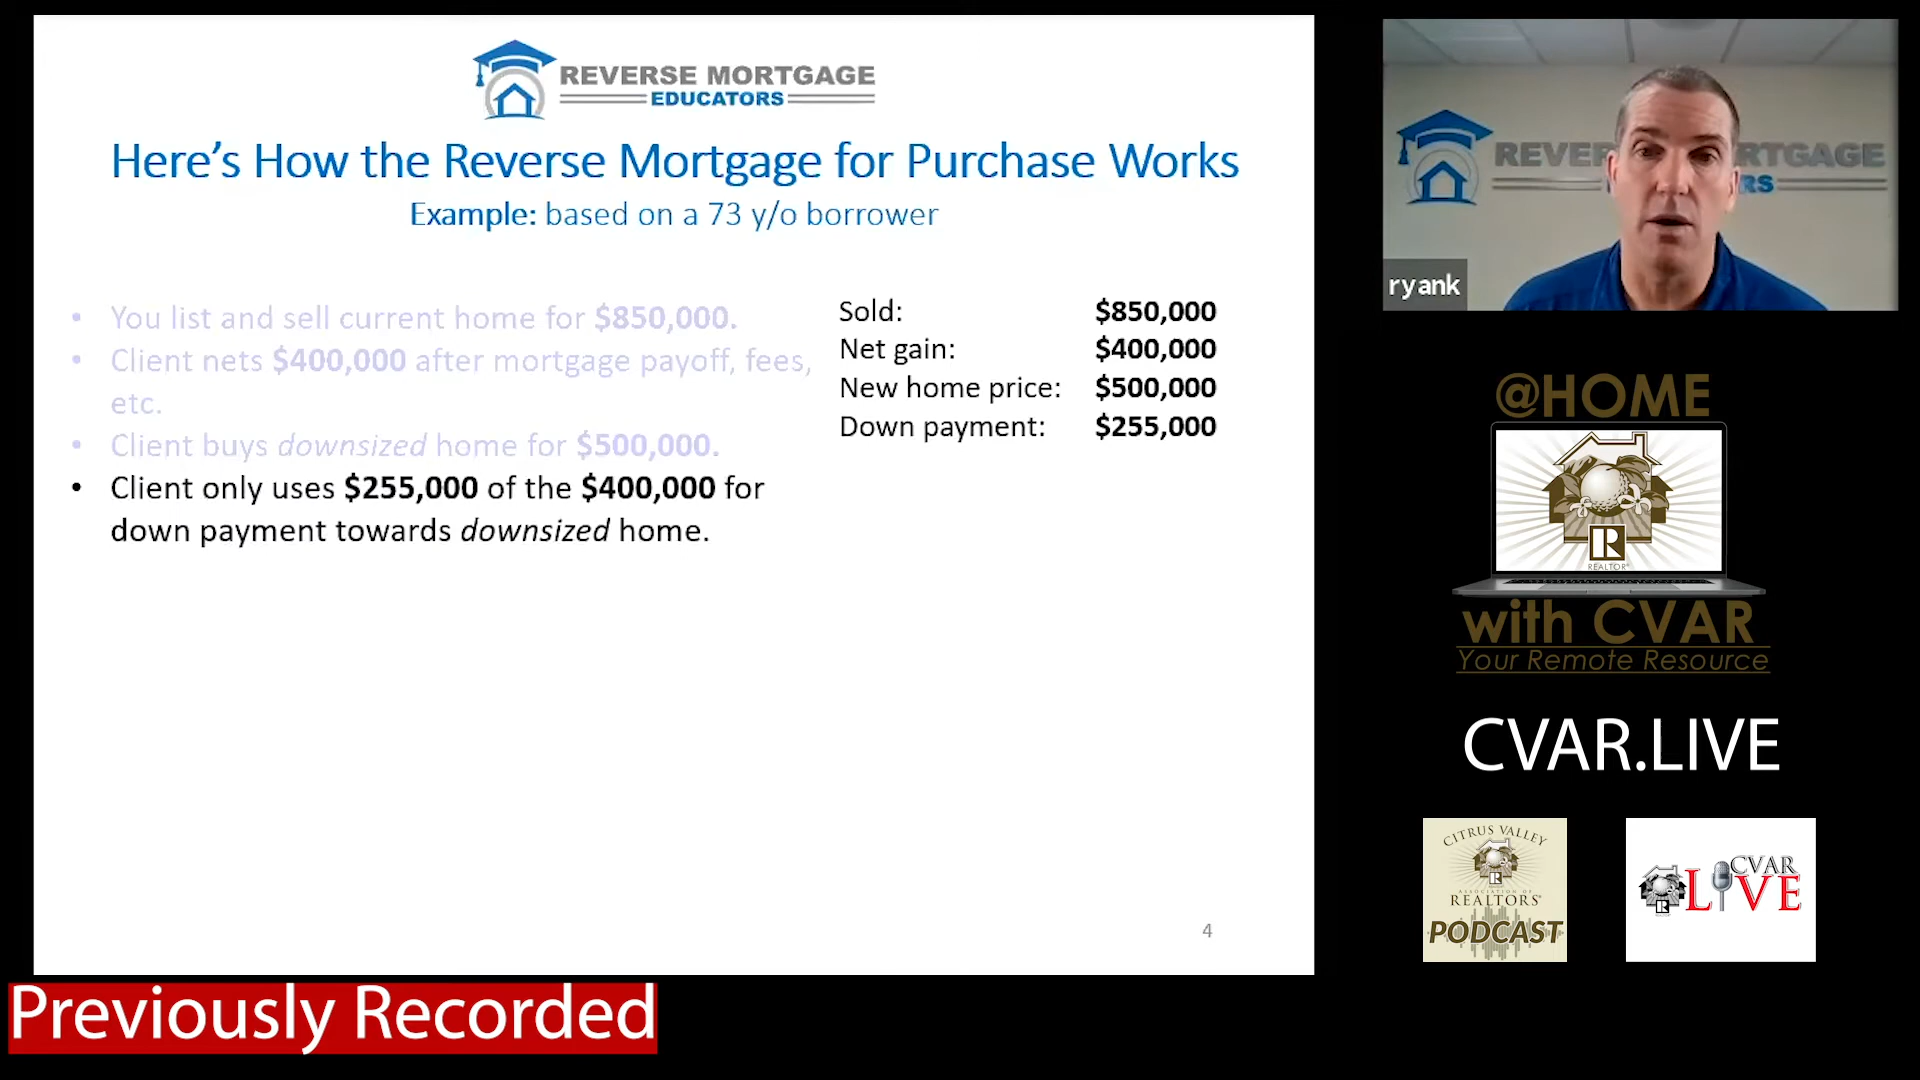 REVERSE MORTGAGE
EDUCATORS
Here's How the Reverse Mortgage for Purchase Works
Example: based on a 73 y/o borrower
• You list and sell current home for $850,000.
• Client nets $400,000 after mortgage payoff, fees,
etc.
• Client buys downsized home for $500,000.
• Client only uses $255,000 of the $400,000 for
down payment towards downsized home.
Sold: $850,000
Net gain: $400,000
New home price: $500,000
Down payment: $255,000
4
Previously Recorded
ryank
@HOME
R
REALTOR®
with CVAR
Your Remote Resource
CVAR.LIVE
CITRUS VALLEY
R
ASSOCIATION OF
REALTORS®
PODCAST
CVAR
LIVE
R